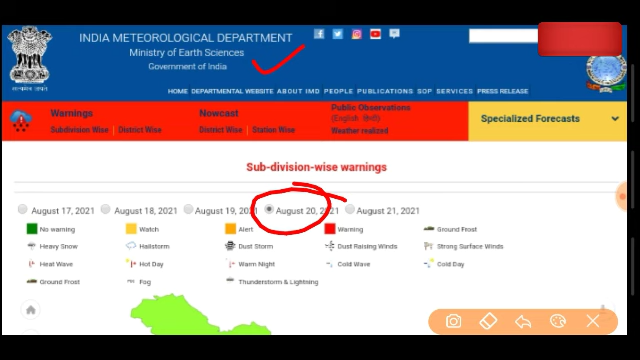 INDIA METEOROLOGICAL DEPARTMENT
Ministry of Earth Sciences
Government of India
सत्यमेव जयते
HOME DEPARTMENTAL WEBSITE ABOUT IMD PEOPLE PUBLICATIONS SOP SERVICES PRESS RELEASE
Warnings
Subdivision Wise | District Wise
Nowcast
District Wise | Station Wise
Public Observations
(English हिन्दी)
Weather realized
Specialized Forecasts
Sub-division-wise warnings
August 17, 2021 August 18, 2021 August 19, 2021 August 20, 2021 August 21, 2021
No warning Watch Alert Warning Ground Frost
Heavy Snow Hailstorm Dust Storm Dust Raising Winds Strong Surface Winds
Heat Wave Hot Day Warm Night Cold Wave Cold Day
Ground Frost Fog Thunderstorm & Lightning